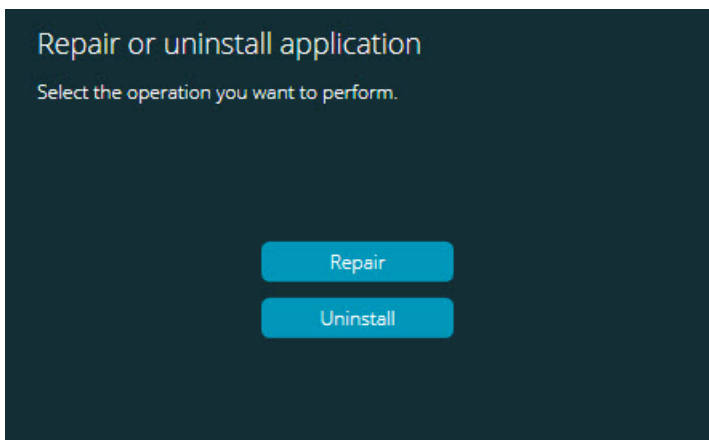 Repair or uninstall application
Select the operation you want to perform.
Repair
Uninstall